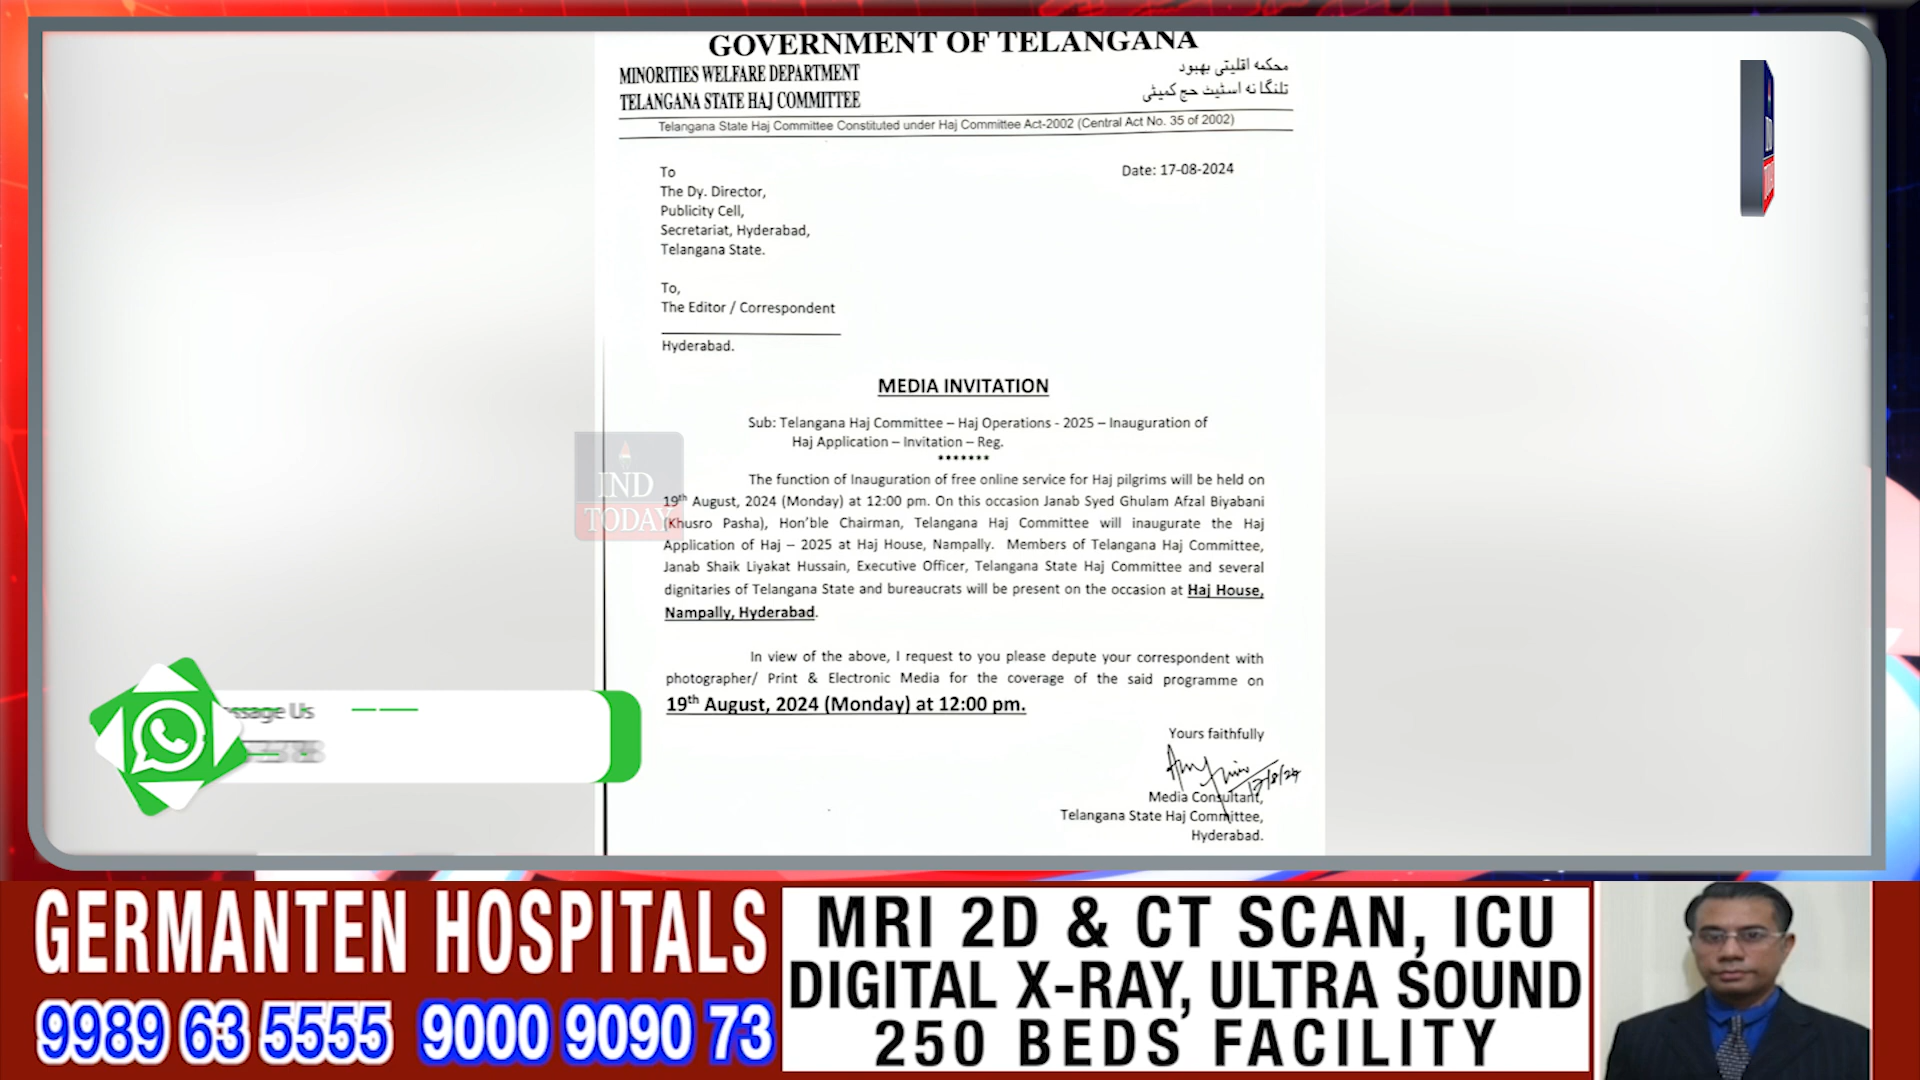 GOVERNMENT OF TELANGANA
MINORITIES WELFARE DEPARTMENT
محكمه اقلیتی بهبود
TELANGANA STATE HAJ COMMITTEE
تلنگانه اسٹیٹ حج کمیٹی
Telangana State Haj Committee Constituted under Haj Committee Act-2002 (Central Act No. 35 of 2002)
To
Date: 17-08-2024
The Dy. Director,
Publicity Cell,
Secretariat, Hyderabad,
Telangana State.
To,
The Editor / Correspondent
Hyderabad.
MEDIA INVITATION
Sub: Telangana Haj Committee – Haj Operations - 2025 – Inauguration of
Haj Application – Invitation – Reg.
*******
The function of Inauguration of free online service for Haj pilgrims will be held on
19th August, 2024 (Monday) at 12:00 pm. On this occasion Janab Syed Ghulam Afzal Biyabani
(Khusro Pasha), Hon'ble Chairman, Telangana Haj Committee will inaugurate the Haj
Application of Haj – 2025 at Haj House, Nampally. Members of Telangana Haj Committee,
Janab Shaik Liyakat Hussain, Executive Officer, Telangana State Haj Committee and several
dignitaries of Telangana State and bureaucrats will be present on the occasion at Haj House,
Nampally, Hyderabad.
In view of the above, I request to you please depute your correspondent with
photographer/ Print & Electronic Media for the coverage of the said programme on
19th August, 2024 (Monday) at 12:00 pm.
Yours faithfully
Media Consultant,
Telangana State Haj Committee,
Hyderabad.
IND
TODAY
Us
GERMANTEN HOSPITALS
9989 63 5555 9000 9090 73
MRI 2D & CT SCAN, ICU
DIGITAL X-RAY, ULTRA SOUND
250 BEDS FACILITY